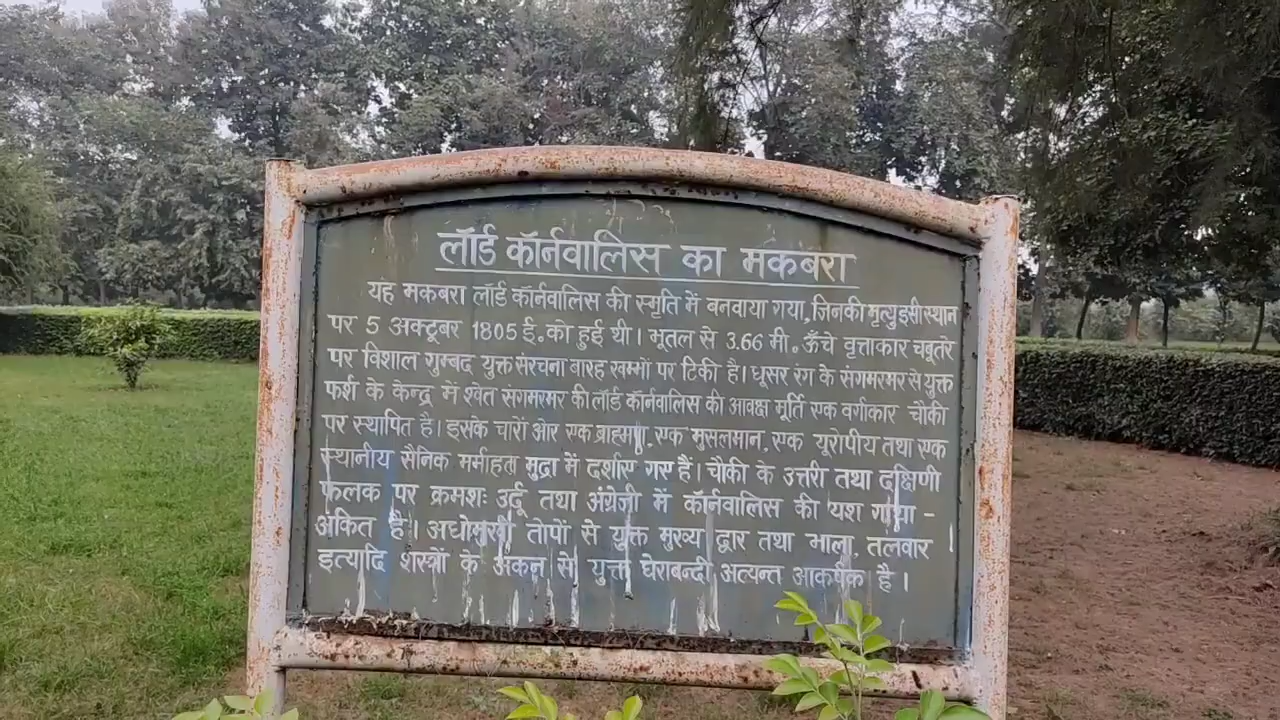 लॉर्ड कॉर्नवालिस का मकबरा
यह मकबरा लॉर्ड कॉर्नवालिस की स्मृति में बनवाया गया, जिनकी मृत्यु इसी स्थान
पर 5 अक्टूबर 1805 ई. को हुई थी। भूतल से 3.66 मी. ऊँचे वृत्ताकार चबूतरे
पर विशाल गुम्बद युक्त संरचना बारह खम्भों पर टिकी है। धूसर रंग के संगमरमर से युक्त
फर्श के केन्द्र में श्वेत संगमरमर की लॉर्ड कॉर्नवालिस की आवक्ष मूर्ति एक वर्गाकार चौकी
पर स्थापित है। इसके चारों ओर एक ब्राह्मण, एक मुसलमान, एक यूरोपीय तथा एक
स्थानीय सैनिक मर्माहत मुद्रा में दर्शाए गए हैं। चौकी के उत्तरी तथा दक्षिणी
फलक पर क्रमशः उर्दू तथा अंग्रेजी में कॉर्नवालिस की यश गाथा -
अंकित है। अधोमुखी तोपों से युक्त मुख्य द्वार तथा भाला, तलवार
इत्यादि शस्त्रों के अंकन से युक्त घेराबन्दी अत्यन्त आकर्षक है।